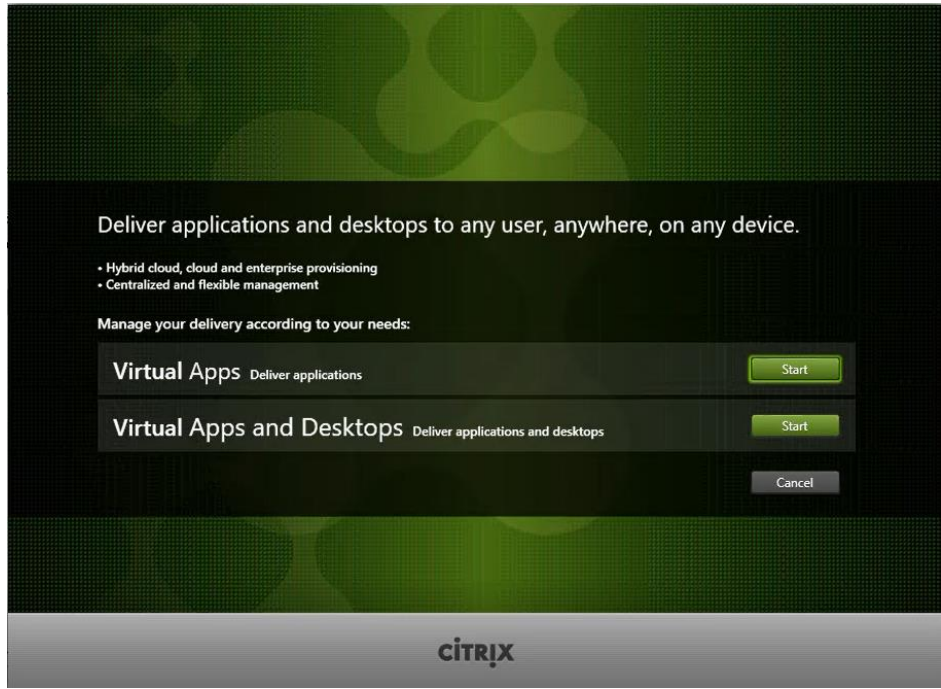 Deliver applications and desktops to any user, anywhere, on any device.
• Hybrid cloud, cloud and enterprise provisioning
• Centralized and flexible management
Manage your delivery according to your needs:
Virtual Apps Deliver applications Start
Virtual Apps and Desktops Deliver applications and desktops Start
Cancel
CİTRIX